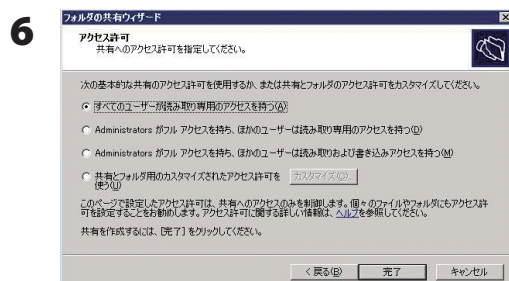 6
フォルダの共有ウィザード
アクセス許可
共有へのアクセス許可を指定してください。
次の基本的な共有のアクセス許可を使用するか、または共有とフォルダのアクセス許可をカスタマイズしてください。
すべてのユーザーが読み取り専用のアクセスを持つ(A)
Administrators がフル アクセスを持ち、ほかのユーザーは読み取り専用のアクセスを持つ(D)
Administrators がフル アクセスを持ち、ほかのユーザーは読み取りおよび書き込みアクセスを持つ(M)
共有とフォルダ用のカスタマイズされたアクセス許可を カスタマイズ(C)...
使う(U)
このページで設定したアクセス許可は、共有へのアクセスのみを制御します。個々のファイルやフォルダにもアクセス許
可を設定することをお勧めします。アクセス許可に関する詳しい情報は、ヘルプを参照してください。
共有を作成するには、[完了] をクリックしてください。
< 戻る(B) 完了 キャンセル